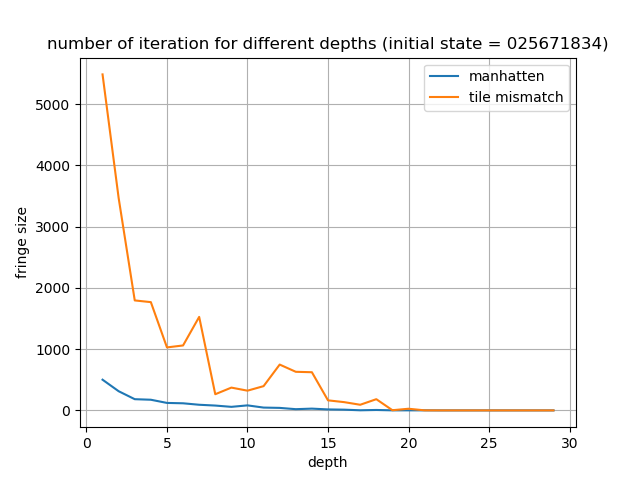 number of iteration for different depths (initial state = 025671834)
manhatten
tile mismatch
fringe size
5000
4000
3000
2000
1000
0
0 5 10 15 20 25 30
depth